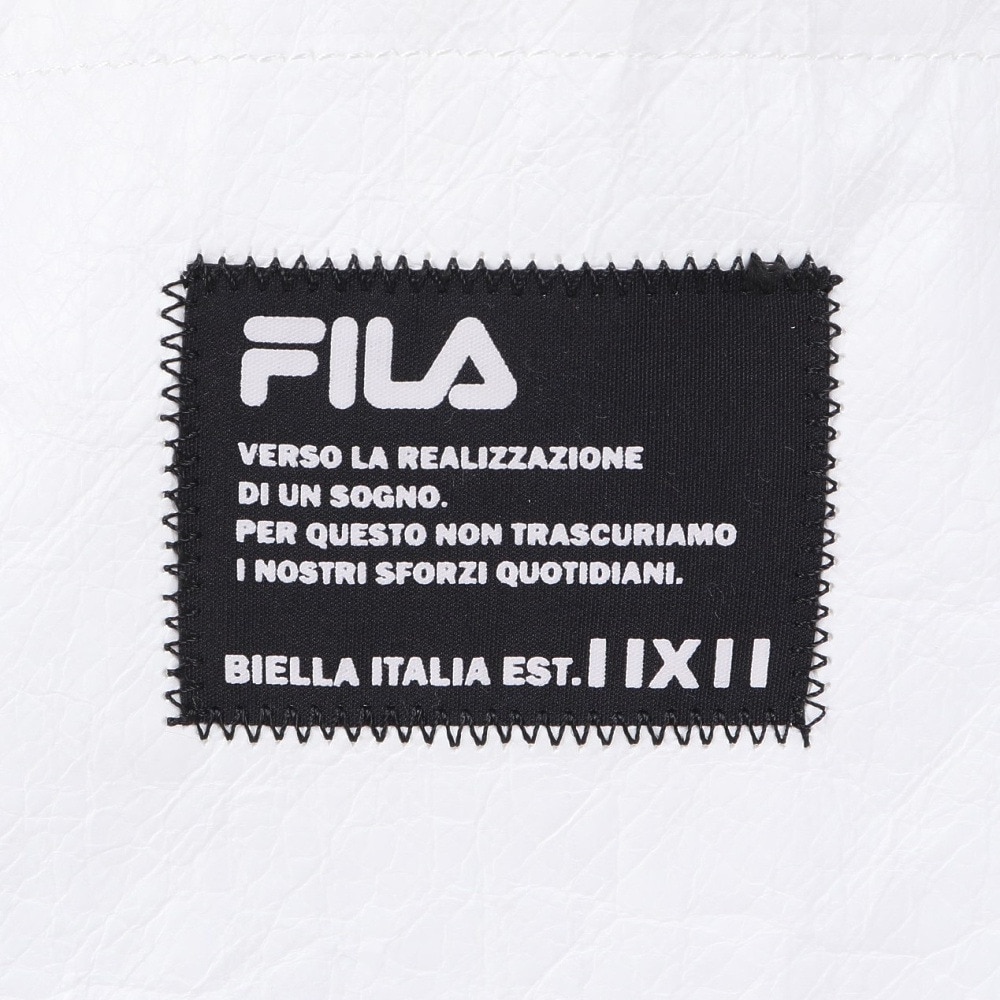 FILA
VERSO LA REALIZZAZIONE
DI UN SOGNO.
PER QUESTO NON TRASCURIAMO
I NOSTRI SFORZI QUOTIDIANI.
BIELLA ITALIA EST. IIXII